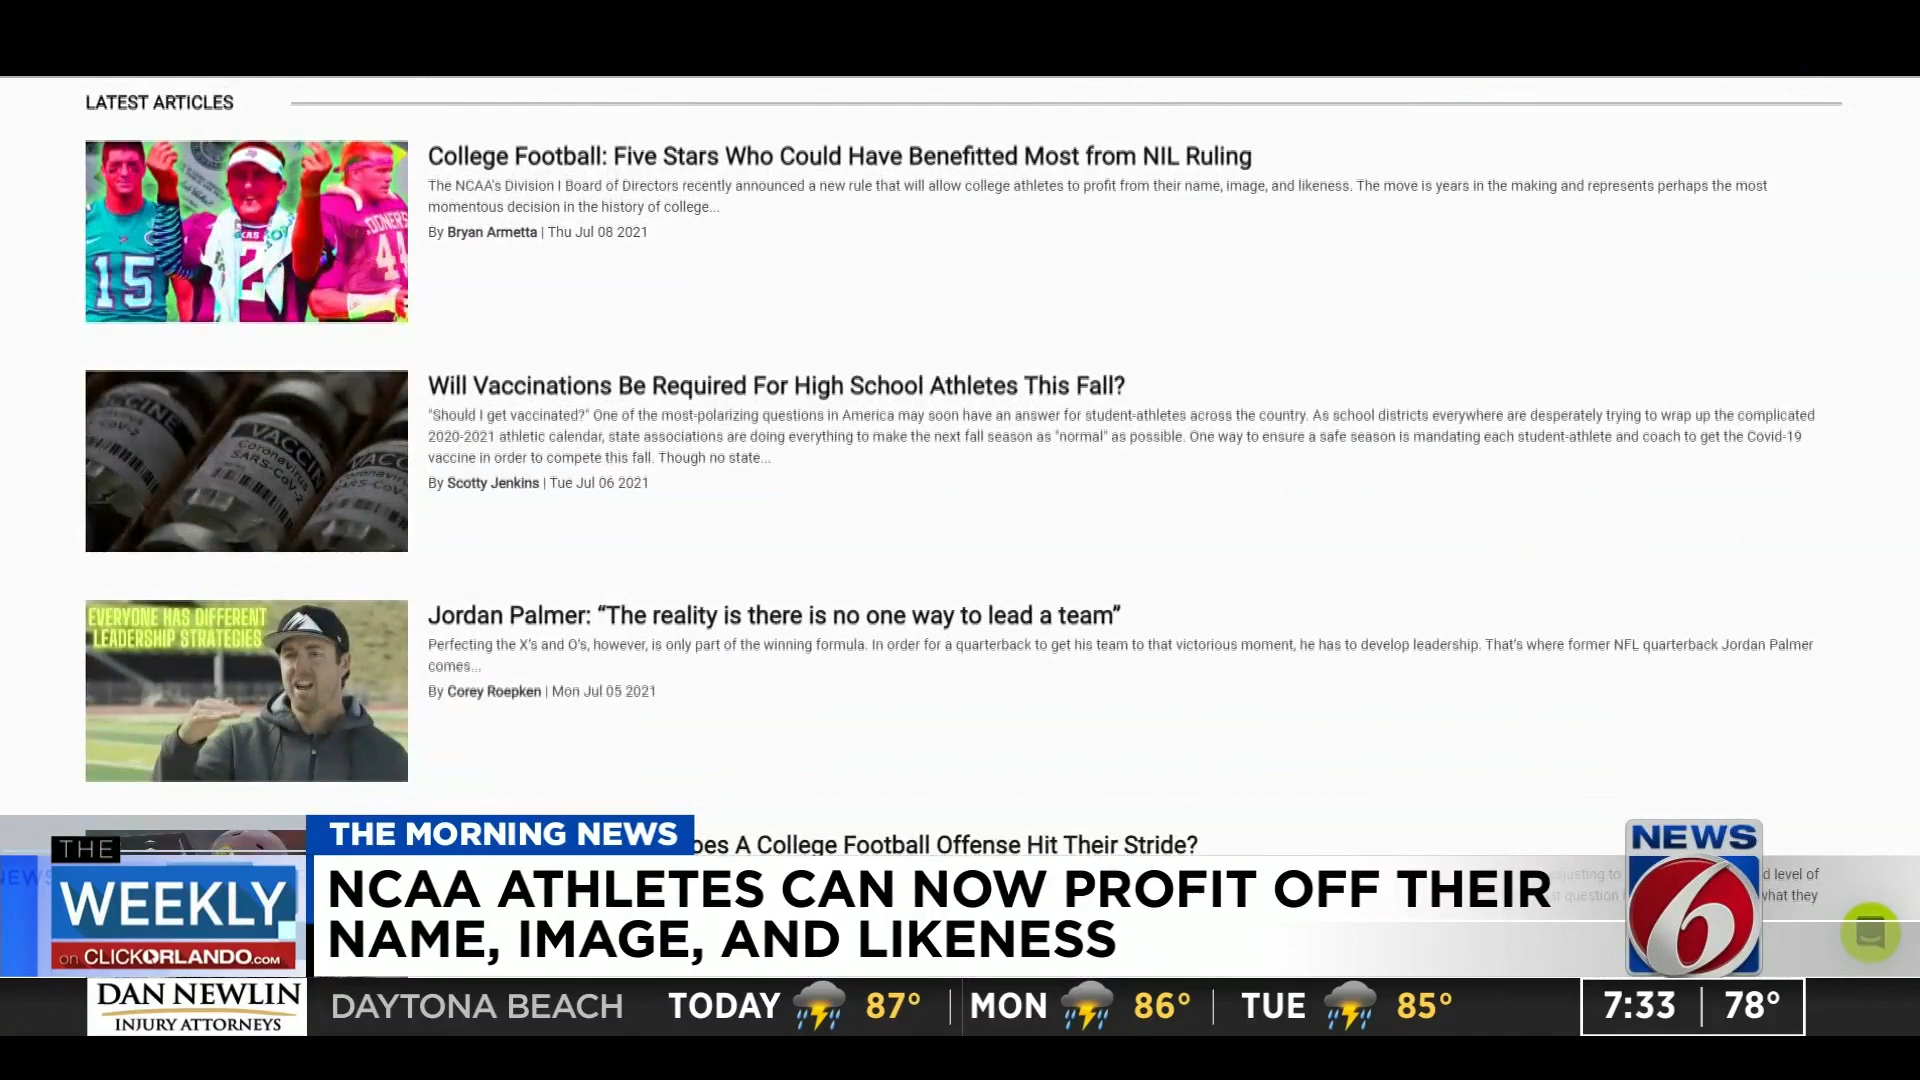 LATEST ARTICLES
College Football: Five Stars Who Could Have Benefitted Most from NIL Ruling
The NCAA's Division I Board of Directors recently announced a new rule that will allow college athletes to profit from their name, image, and likeness. The move is years in the making and represents perhaps the most
momentous decision in the history of college...
By Bryan Armetta | Thu Jul 08 2021
15
2
44
Will Vaccinations Be Required For High School Athletes This Fall?
"Should I get vaccinated?" One of the most-polarizing questions in America may soon have an answer for student-athletes across the country. As school districts everywhere are desperately trying to wrap up the complicated
2020-2021 athletic calendar, state associations are doing everything to make the next fall season as "normal" as possible. One way to ensure a safe season is mandating each student-athlete and coach to get the Covid-19
vaccine in order to compete this fall. Though no state...
By Scotty Jenkins | Tue Jul 06 2021
VACCINE
Coronavirus
SARS-CoV-2
EVERYONE HAS DIFFERENT
LEADERSHIP STRATEGIES
Jordan Palmer: “The reality is there is no one way to lead a team”
Perfecting the X's and O's, however, is only part of the winning formula. In order for a quarterback to get his team to that victorious moment, he has to develop leadership. That's where former NFL quarterback Jordan Palmer
comes...
By Corey Roepken | Mon Jul 05 2021
A College Football Offense Hit Their Stride?
level of
what they
THE MORNING NEWS
NCAA ATHLETES CAN NOW PROFIT OFF THEIR
NAME, IMAGE, AND LIKENESS
THE
WEEKLY
on CLICKORLANDO.com
NEWS
6
DAN NEWLIN
INJURY ATTORNEYS
DAYTONA BEACH TODAY 87° MON 86° TUE 85°
7:33 78°